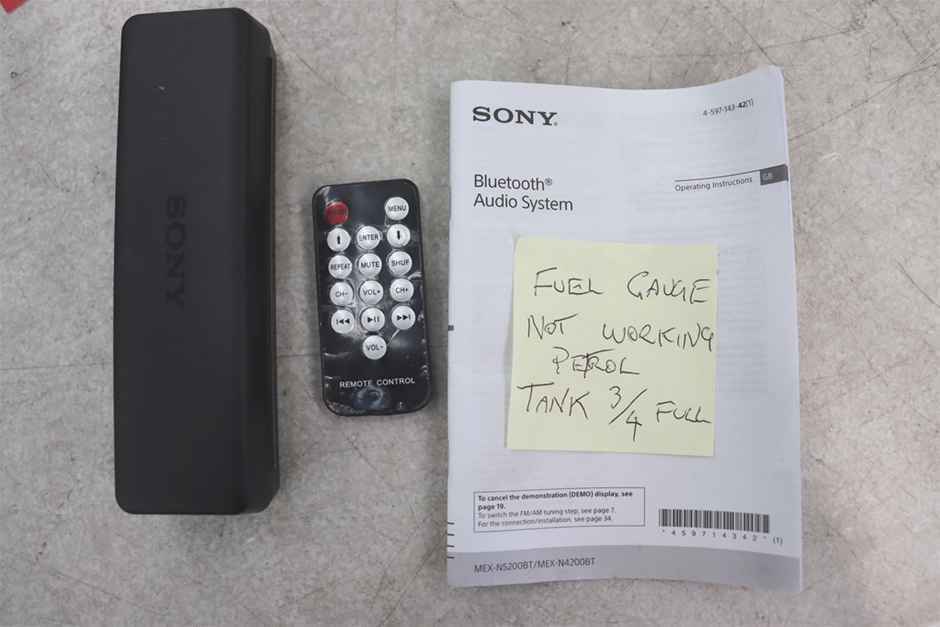 SONY
MENU
ENTER
REPEAT MUTE SHUF
CH- VOL+ CH+
VOL-
REMOTE CONTROL
SONY®
4-597-143-42(1)
Bluetooth®
Audio System
Operating Instructions GB
FUEL GAUGE
NOT WORKING
PETROL
TANK 3/4 FULL
To cancel the demonstration (DEMO) display, see
page 19.
To switch the FM/AM tuning step, see page 7.
For the connection/installation, see page 34.
*459714342* (1)
MEX-N5200BT/MEX-N4200BT